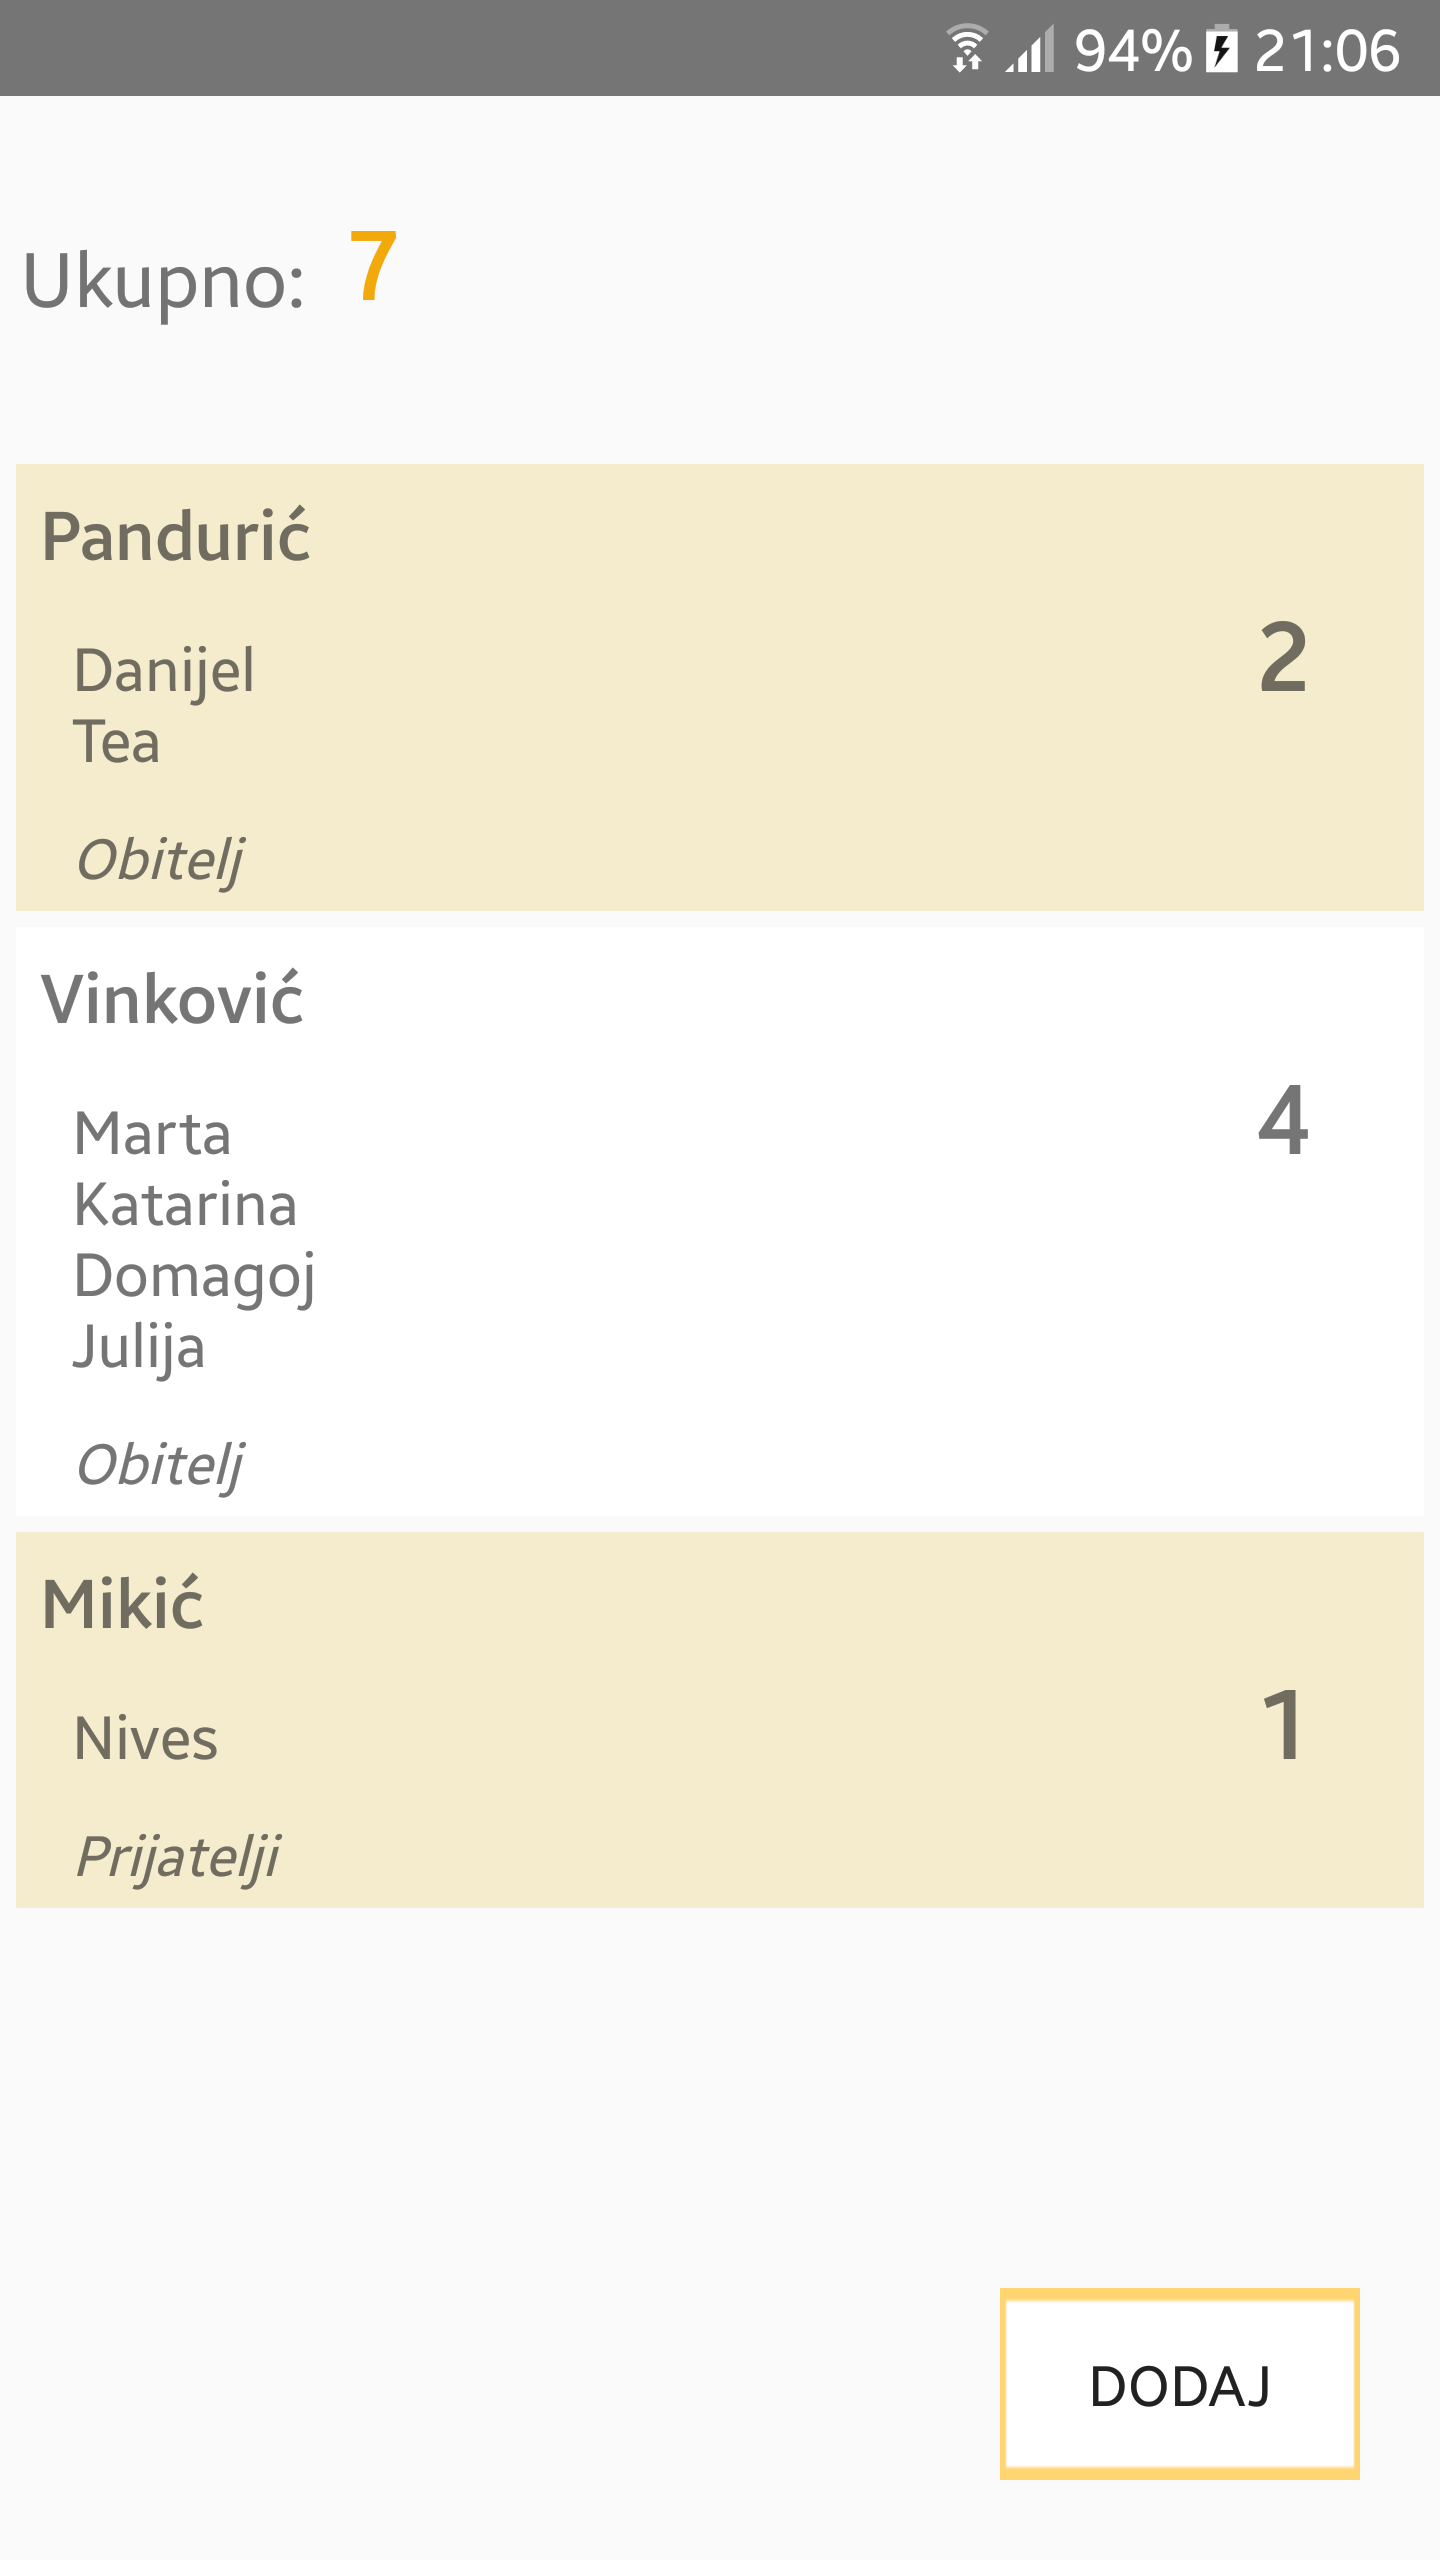 94% 21:06
Ukupno: 7
Pandurić
Danijel
2
Tea
Obitelj
Vinković
Marta
4
Katarina
Domagoj
Julija
Obitelj
Mikić
Nives
1
Prijatelji
DODAJ